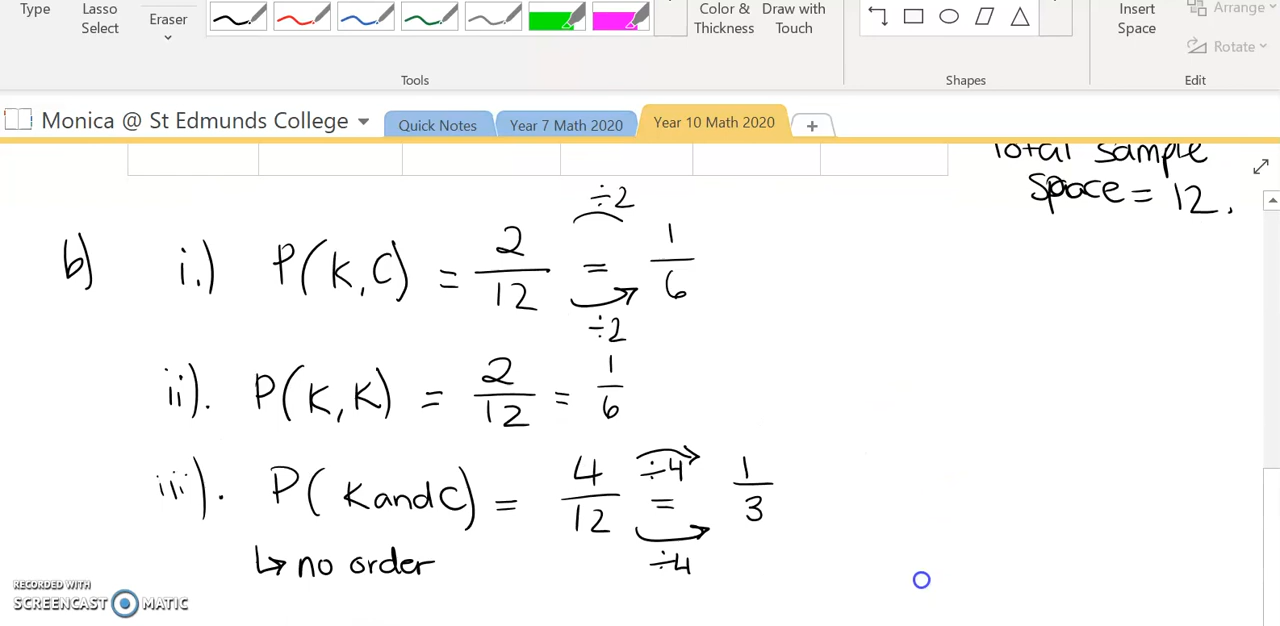 Type
Lasso Select
Eraser
Color & Thickness
Draw with Touch
Insert Space
Arrange
Rotate
Tools
Shapes
Edit
Monica @ St Edmunds College
Quick Notes
Year 7 Math 2020
Year 10 Math 2020
+
Total Sample
Space = 12.
÷2
b) i.) P(K,C) = 2/12 = 1/6
÷2
ii). P(K,K) = 2/12 = 1/6
÷4
iii). P(K and C) = 4/12 = 1/3
↳ no order
÷4
RECORDED WITH
SCREENCAST MATIC